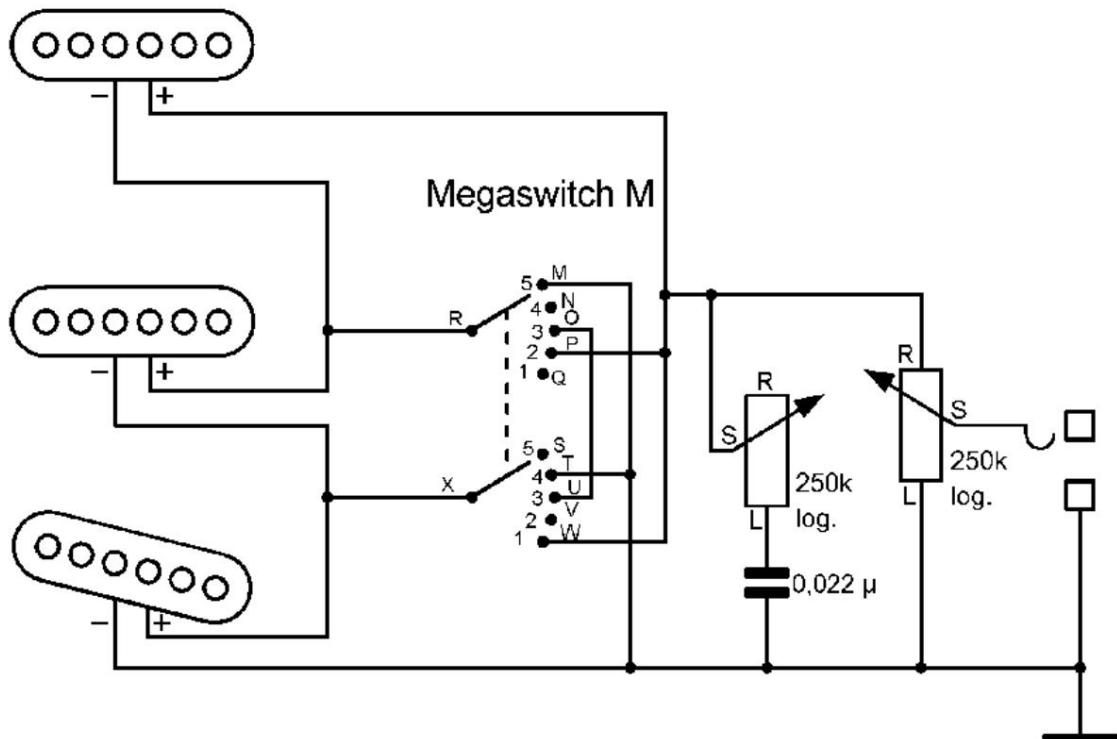 – +
Megaswitch M
– +
R
5 M
4 N
3 O
2 P
1 Q
X
5 S
4 T
3 U
2 V
1 W
– +
R
S
250k
log.
L
0,022 µ
R
S
250k
log.
L